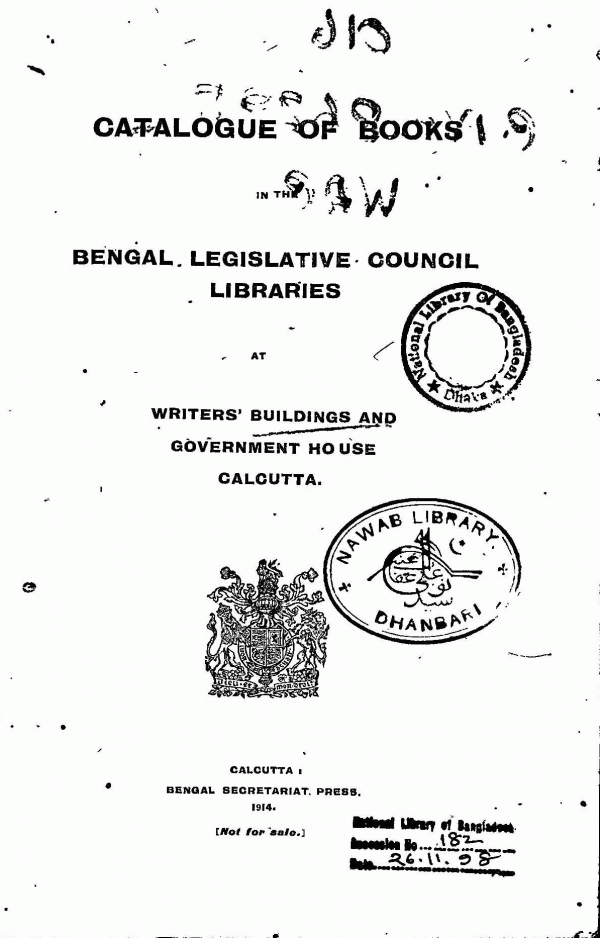 CATALOGUE OF BOOKS
IN THE
BENGAL LEGISLATIVE COUNCIL
LIBRARIES
National Library Of Bangladesh
Dhaka
AT
WRITERS' BUILDINGS AND
GOVERNMENT HOUSE
CALCUTTA.
NAWAB LIBRARY.
DHANBARI
CALCUTTA:
BENGAL SECRETARIAT PRESS.
1914.
[Not for sale.]
National Library of Bangladesh
Accession No 182
Date 26.11.98